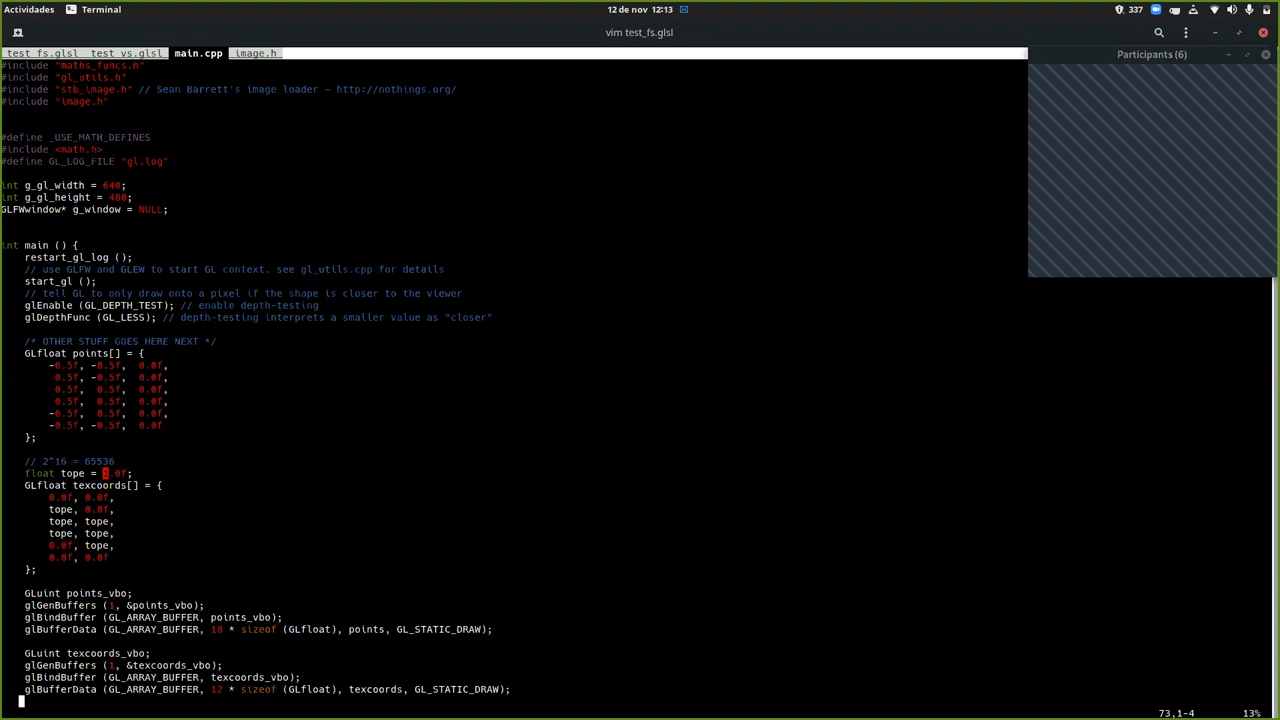 Actividades Terminal 12 de nov 12:13 337
vim test_fs.glsl
test_fs.glsl test_vs.glsl main.cpp image.h
Participants (6)
#include "maths_funcs.h"
#include "gl_utils.h"
#include "stb_image.h" // Sean Barrett's image loader - http://nothings.org/
#include "image.h"
#define _USE_MATH_DEFINES
#include <math.h>
#define GL_LOG_FILE "gl.log"
int g_gl_width = 640;
int g_gl_height = 480;
GLFWwindow* g_window = NULL;
int main () {
restart_gl_log ();
// use GLFW and GLEW to start GL context. see gl_utils.cpp for details
start_gl ();
// tell GL to only draw onto a pixel if the shape is closer to the viewer
glEnable (GL_DEPTH_TEST); // enable depth-testing
glDepthFunc (GL_LESS); // depth-testing interprets a smaller value as "closer"
/* OTHER STUFF GOES HERE NEXT */
GLfloat points[] = {
-0.5f, -0.5f, 0.0f,
0.5f, -0.5f, 0.0f,
0.5f, 0.5f, 0.0f,
0.5f, 0.5f, 0.0f,
-0.5f, 0.5f, 0.0f,
-0.5f, -0.5f, 0.0f
};
// 2^16 = 65536
float tope = 1.0f;
GLfloat texcoords[] = {
0.0f, 0.0f,
tope, 0.0f,
tope, tope,
tope, tope,
0.0f, tope,
0.0f, 0.0f
};
GLuint points_vbo;
glGenBuffers (1, &points_vbo);
glBindBuffer (GL_ARRAY_BUFFER, points_vbo);
glBufferData (GL_ARRAY_BUFFER, 18 * sizeof (GLfloat), points, GL_STATIC_DRAW);
GLuint texcoords_vbo;
glGenBuffers (1, &texcoords_vbo);
glBindBuffer (GL_ARRAY_BUFFER, texcoords_vbo);
glBufferData (GL_ARRAY_BUFFER, 12 * sizeof (GLfloat), texcoords, GL_STATIC_DRAW);
73,1-4 13%